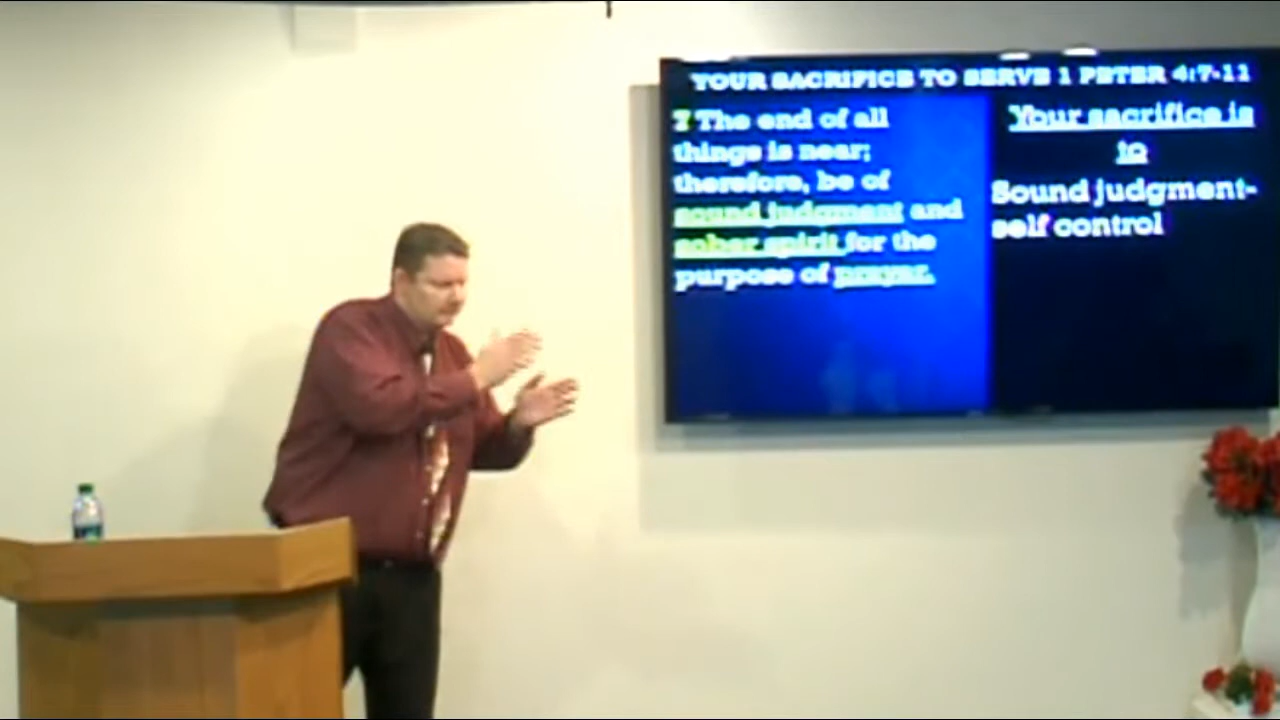 YOUR SACRIFICE TO SERVE 1 PETER 4:7-11
7 The end of all
things is near;
therefore, be of
sound judgment and
sober spirit for the
purpose of prayer.
Your sacrifice is
to
Sound judgment-
self control